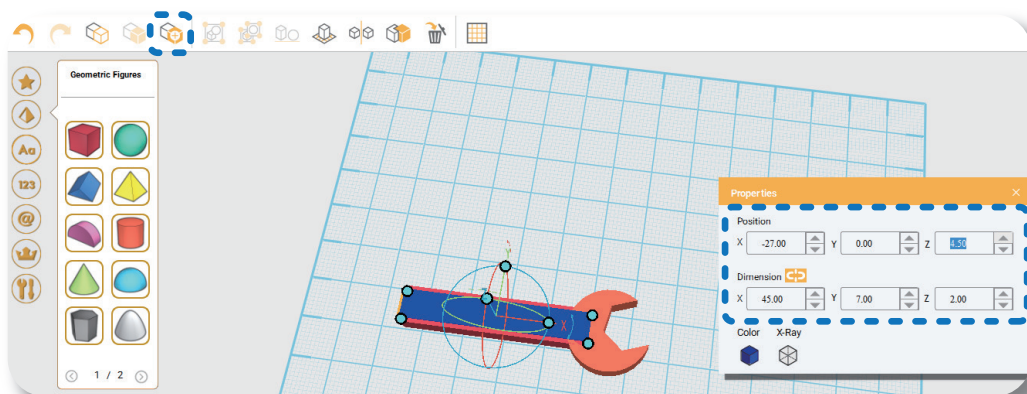 Geometric Figures
Aa
123
@
1 / 2
Properties
Position
X -27.00 Y 0.00 Z 4.50
Dimension
X 45.00 Y 7.00 Z 2.00
Color X-Ray
X